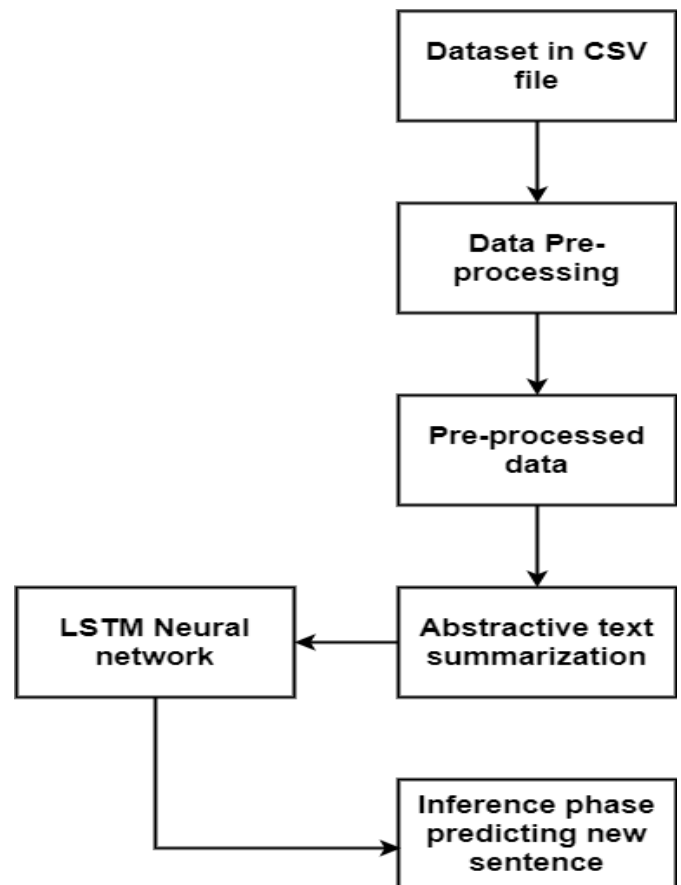 Dataset in CSV
file
Data Pre-
processing
Pre-processed
data
Abstractive text
summarization
LSTM Neural
network
Inference phase
predicting new
sentence